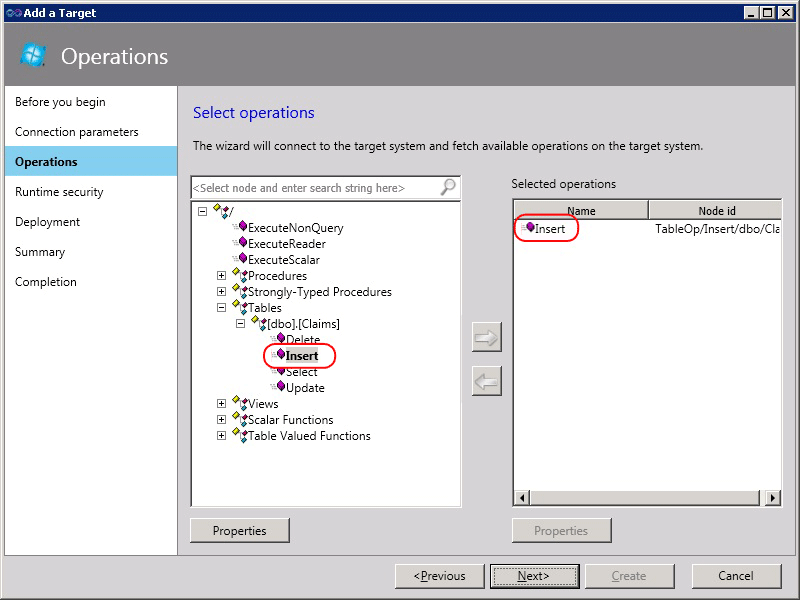 Add a Target
Operations
Before you begin
Connection parameters
Operations
Runtime security
Deployment
Summary
Completion
Select operations
The wizard will connect to the target system and fetch available operations on the target system.
<Select node and enter search string here>
/
ExecuteNonQuery
ExecuteReader
ExecuteScalar
Procedures
Strongly-Typed Procedures
Tables
[dbo].[Claims]
Delete
Insert
Select
Update
Views
Scalar Functions
Table Valued Functions
Properties
Selected operations
Name Node id
Insert TableOp/Insert/dbo/Cla
Properties
<Previous Next> Create Cancel